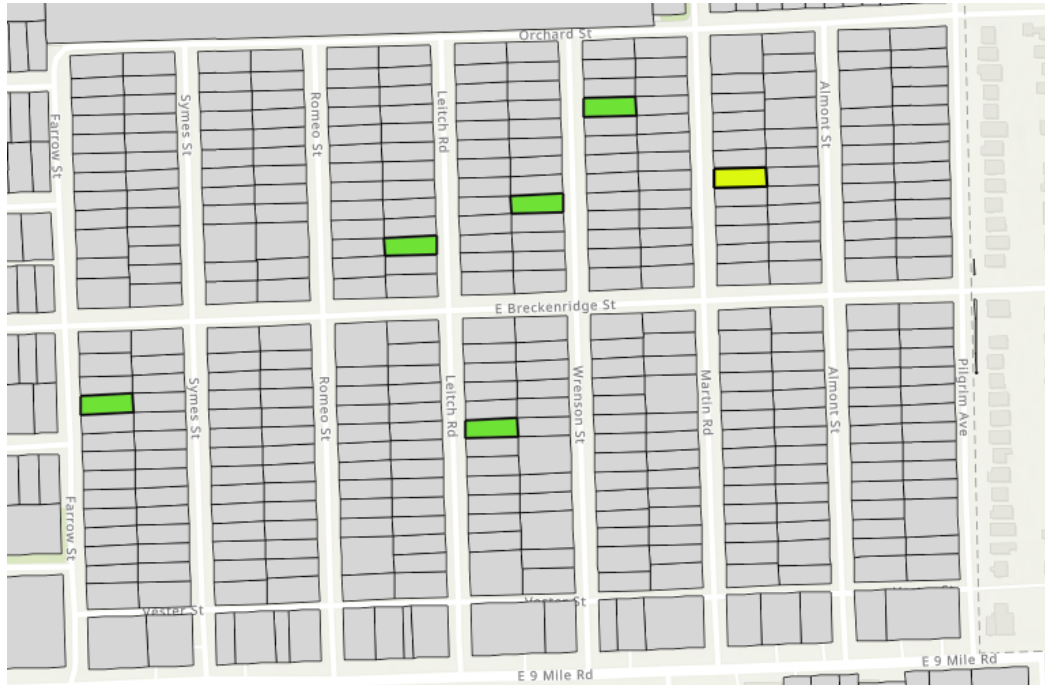 Orchard St
Farrow St
Symes St
Romeo St
Leitch Rd
Almont St
E Breckenridge St
Symes St
Romeo St
Leitch Rd
Wrenson St
Martin Rd
Almont St
Pilgrim Ave
Farrow St
Vester St
Vester St
E 9 Mile Rd
E 9 Mile Rd